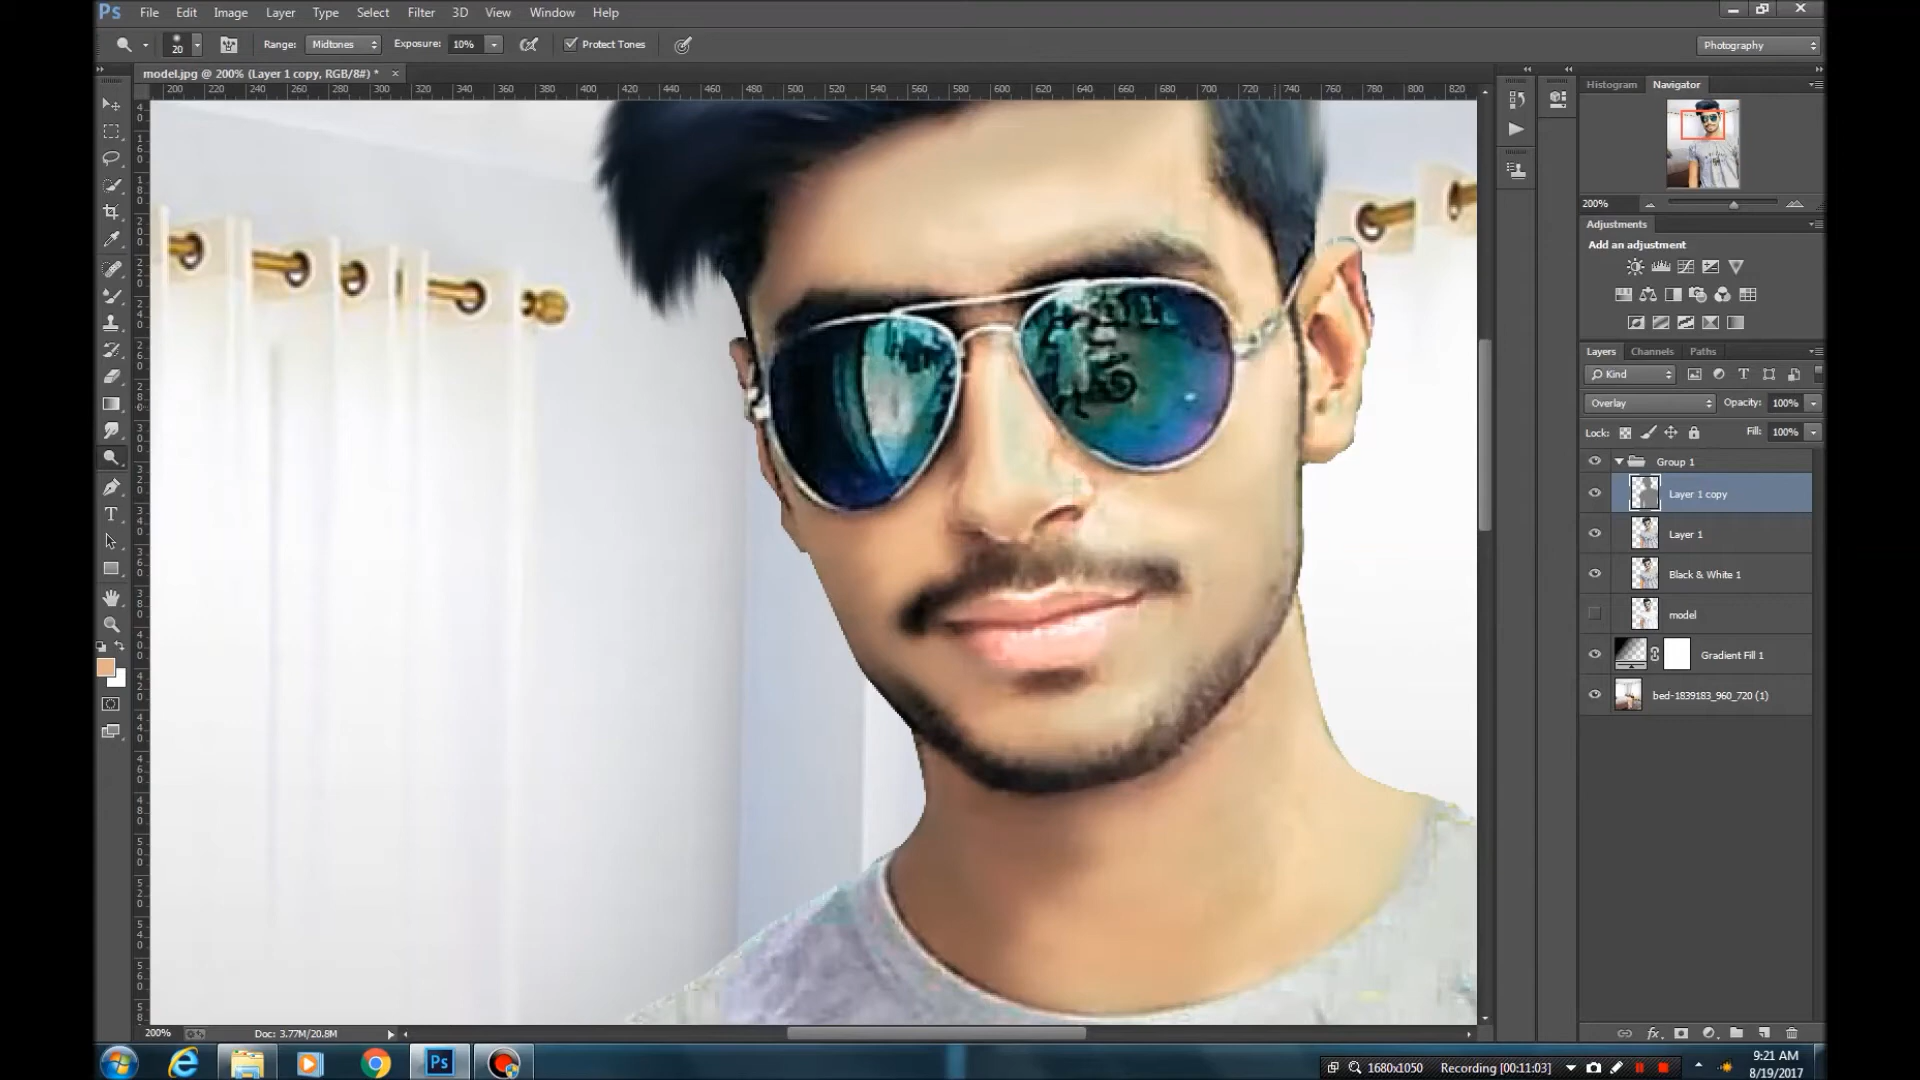 Ps File Edit Image Layer Type Select Filter 3D View Window Help
20 Range: Midtones Exposure: 10% Protect Tones Photography
model.jpg @ 200% (Layer 1 copy, RGB/8#) * ×
200 220 240 260 280 300 320 340 360 380 400 420 440 460 480 500 520 540 560 580 600 620 640 660 680 700 720 740 760 780 800 820
Histogram Navigator
200%
Adjustments
Add an adjustment
Layers Channels Paths
Kind
Overlay Opacity: 100%
Lock: Fill: 100%
Group 1
Layer 1 copy
Layer 1
Black & White 1
model
Gradient Fill 1
bed-1839183_960_720 (1)
200% Doc: 3.77M/20.8M
Ps 1680x1050 Recording [00:11:03] 9:21 AM
8/19/2017